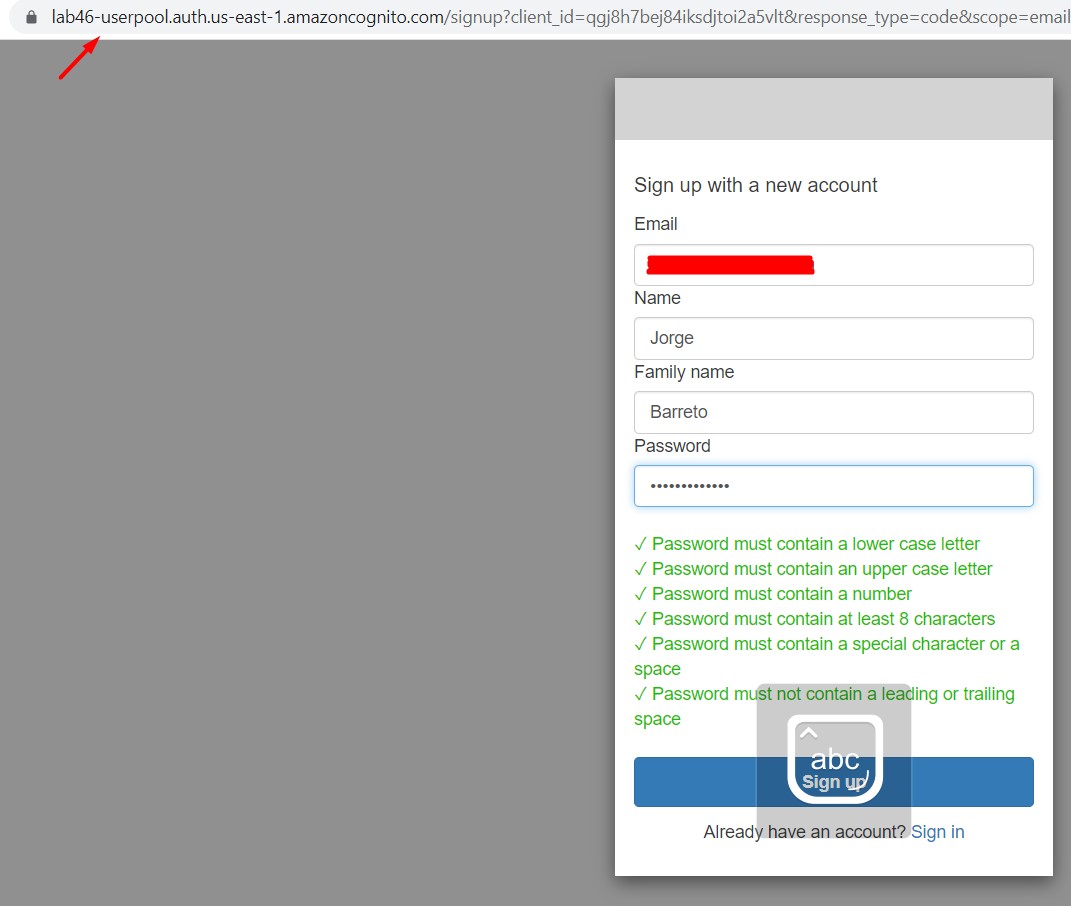 lab46-userpool.auth.us-east-1.amazoncognito.com/signup?client_id=qgj8h7bej84iksdjtoi2a5vlt&response_type=code&scope=email
Sign up with a new account
Email
Name
Jorge
Family name
Barreto
Password
•••••••••••••
✓ Password must contain a lower case letter
✓ Password must contain an upper case letter
✓ Password must contain a number
✓ Password must contain at least 8 characters
✓ Password must contain a special character or a
space
✓ Password must not contain a leading or trailing
space
abc
Sign up
Already have an account? Sign in